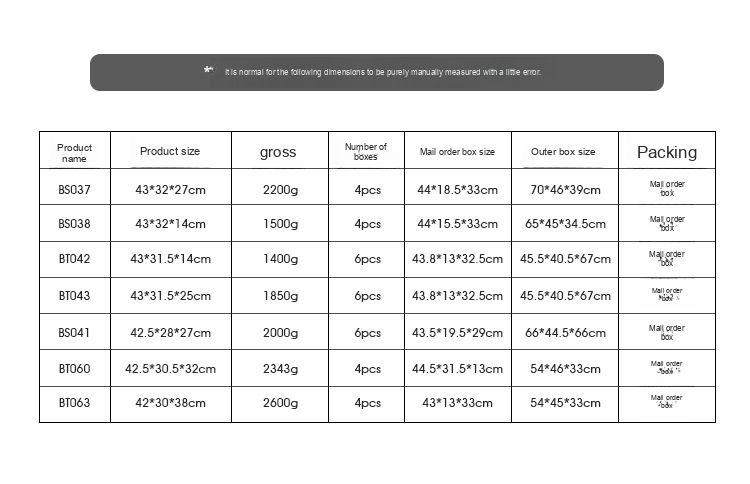 ** It is normal for the following dimensions to be purely manually measured with a little error.
Product name Product size gross Number of boxes Mail order box size Outer box size Packing
BS037 43*32*27cm 2200g 4pcs 44*18.5*33cm 70*46*39cm Mail order box
BS038 43*32*14cm 1500g 4pcs 44*15.5*33cm 65*45*34.5cm Mail order box
BT042 43*31.5*14cm 1400g 6pcs 43.8*13*32.5cm 45.5*40.5*67cm Mail order box
BT043 43*31.5*25cm 1850g 6pcs 43.8*13*32.5cm 45.5*40.5*67cm Mail order box
BS041 42.5*28*27cm 2000g 6pcs 43.5*19.5*29cm 66*44.5*66cm Mail order box
BT060 42.5*30.5*32cm 2343g 4pcs 44.5*31.5*13cm 54*46*33cm Mail order box
BT063 42*30*38cm 2600g 4pcs 43*13*33cm 54*45*33cm Mail order box